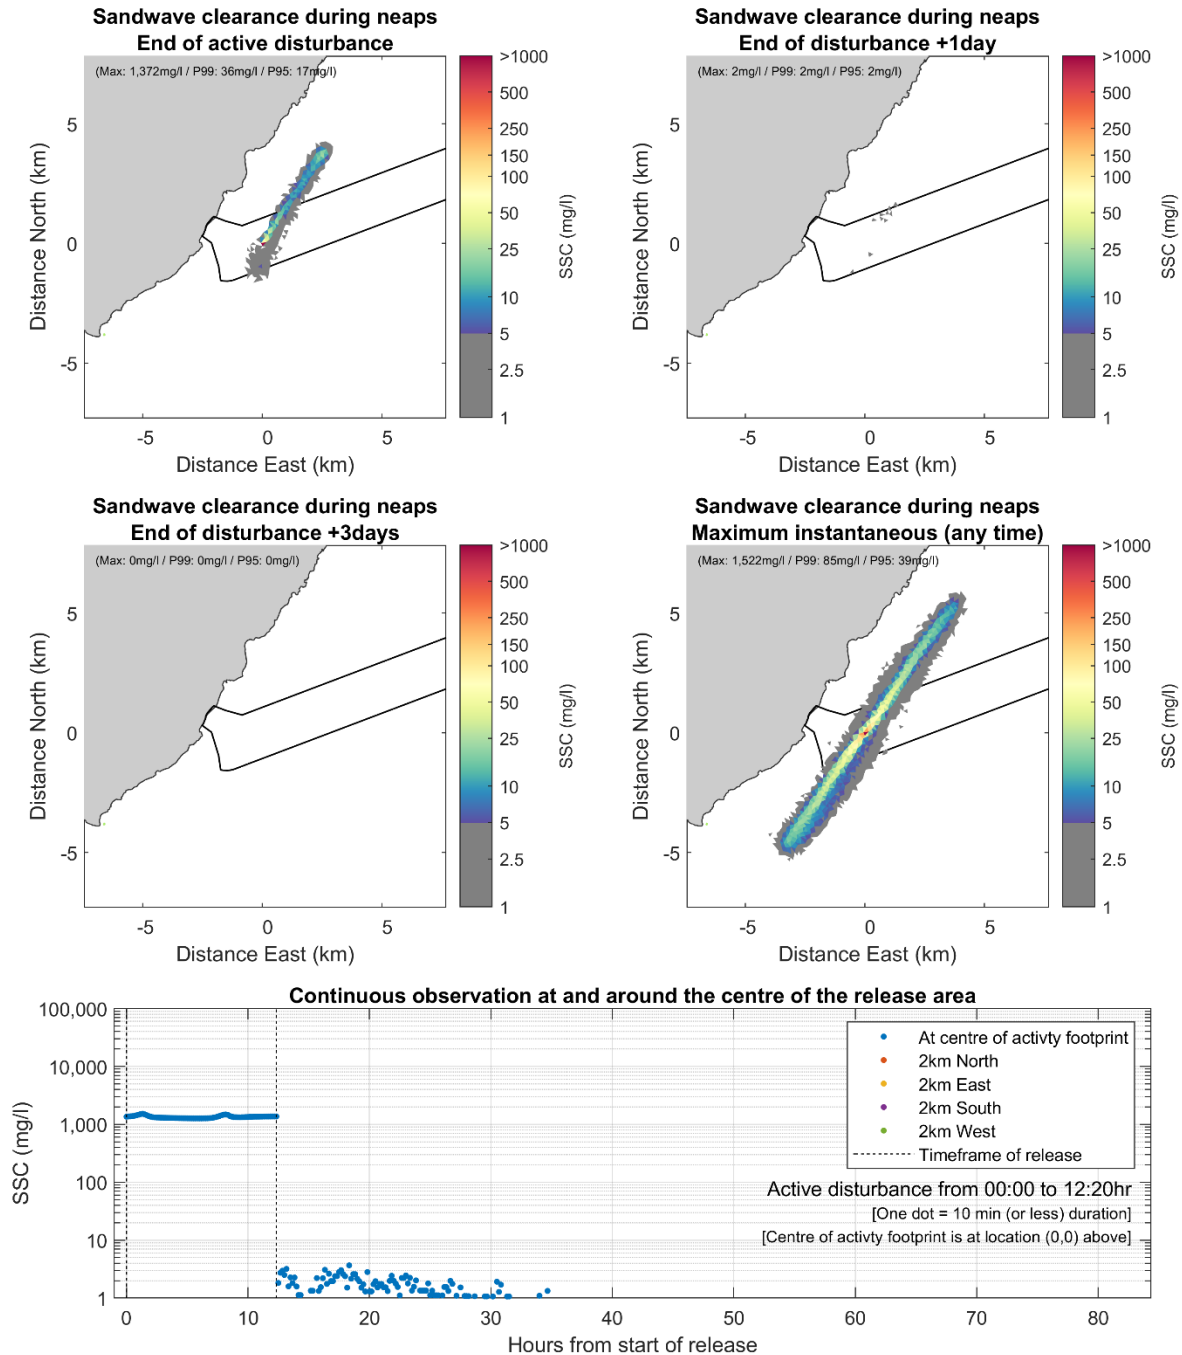 Sandwave clearance during neaps
End of active disturbance
(Max: 1,372mg/l / P99: 36mg/l / P95: 17mg/l)
Distance North (km)
5
0
-5
-5
0
5
Distance East (km)
>1000
500
250
150
100
50
25
10
5
2.5
1
SSC (mg/l)
Sandwave clearance during neaps
End of disturbance +1day
(Max: 2mg/l / P99: 2mg/l / P95: 2mg/l)
Distance North (km)
5
0
-5
-5
0
5
Distance East (km)
>1000
500
250
150
100
50
25
10
5
2.5
1
SSC (mg/l)
Sandwave clearance during neaps
End of disturbance +3days
(Max: 0mg/l / P99: 0mg/l / P95: 0mg/l)
Distance North (km)
5
0
-5
-5
0
5
Distance East (km)
>1000
500
250
150
100
50
25
10
5
2.5
1
SSC (mg/l)
Sandwave clearance during neaps
Maximum instantaneous (any time)
(Max: 1,522mg/l / P99: 85mg/l / P95: 39mg/l)
Distance North (km)
5
0
-5
-5
0
5
Distance East (km)
>1000
500
250
150
100
50
25
10
5
2.5
1
SSC (mg/l)
Continuous observation at and around the centre of the release area
SSC (mg/l)
100,000
10,000
1,000
100
10
1
At centre of activty footprint
2km North
2km East
2km South
2km West
Timeframe of release
Active disturbance from 00:00 to 12:20hr
[One dot = 10 min (or less) duration]
[Centre of activty footprint is at location (0,0) above]
0
10
20
30
40
50
60
70
80
Hours from start of release